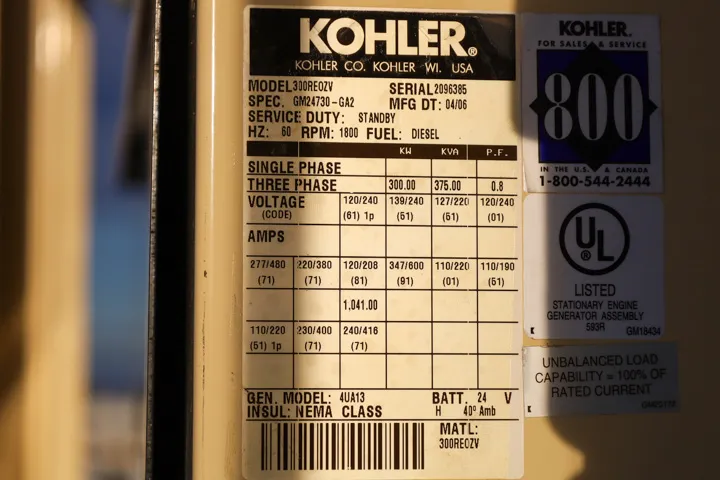 KOHLER®
KOHLER CO. KOHLER WI. USA
MODEL 300REOZV SERIAL 2096385
SPEC. GM24730-GA2 MFG DT: 04/06
SERVICE DUTY: STANDBY
HZ: 60 RPM: 1800 FUEL: DIESEL
KW KVA P.F.
SINGLE PHASE
THREE PHASE 300.00 375.00 0.8
VOLTAGE 120/240 139/240 127/220 120/240
(CODE) (61) 1p (51) (51) (01)
AMPS
277/480 220/380 120/208 347/600 110/220 110/190
(71) (71) (81) (91) (01) (51)
1,041.00
110/220 230/400 240/416
(51) 1p (71) (71)
GEN. MODEL: 4UA13 BATT. 24 V
INSUL: NEMA CLASS H 40° Amb
MATL:
300REOZV
KOHLER®
FOR SALES & SERVICE
800
IN THE U.S. & CANADA
1-800-544-2444
UL®
LISTED
STATIONARY ENGINE
GENERATOR ASSEMBLY
593R
K GM18434
UNBALANCED LOAD
CAPABILITY = 100% OF
RATED CURRENT
K